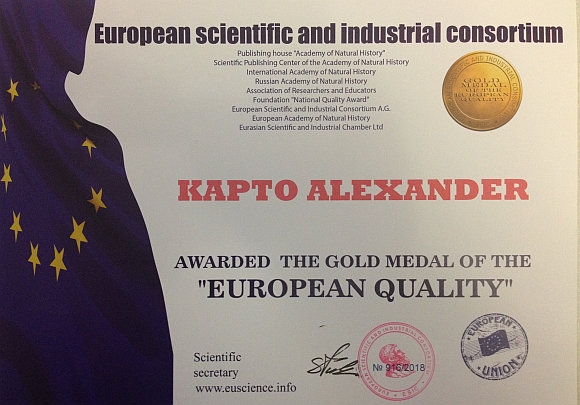 European scientific and industrial consortium
Publishing house "Academy of Natural History"
Scientific Publishing Center of the Academy of Natural History
International Academy of Natural History
Russian Academy of Natural History
Association of Researchers and Educators
Foundation "National Quality Award"
European Scientific and Industrial Consortium A.G.
European Academy of Natural History
Eurasian Scientific and Industrial Chamber Ltd
GOLD
MEDAL
OF THE
EUROPEAN
QUALITY
KAPTO ALEXANDER
AWARDED THE GOLD MEDAL OF THE
"EUROPEAN QUALITY"
Scientific
secretary
www.euscience.info
№ 916/2018
EUROPEAN
UNION